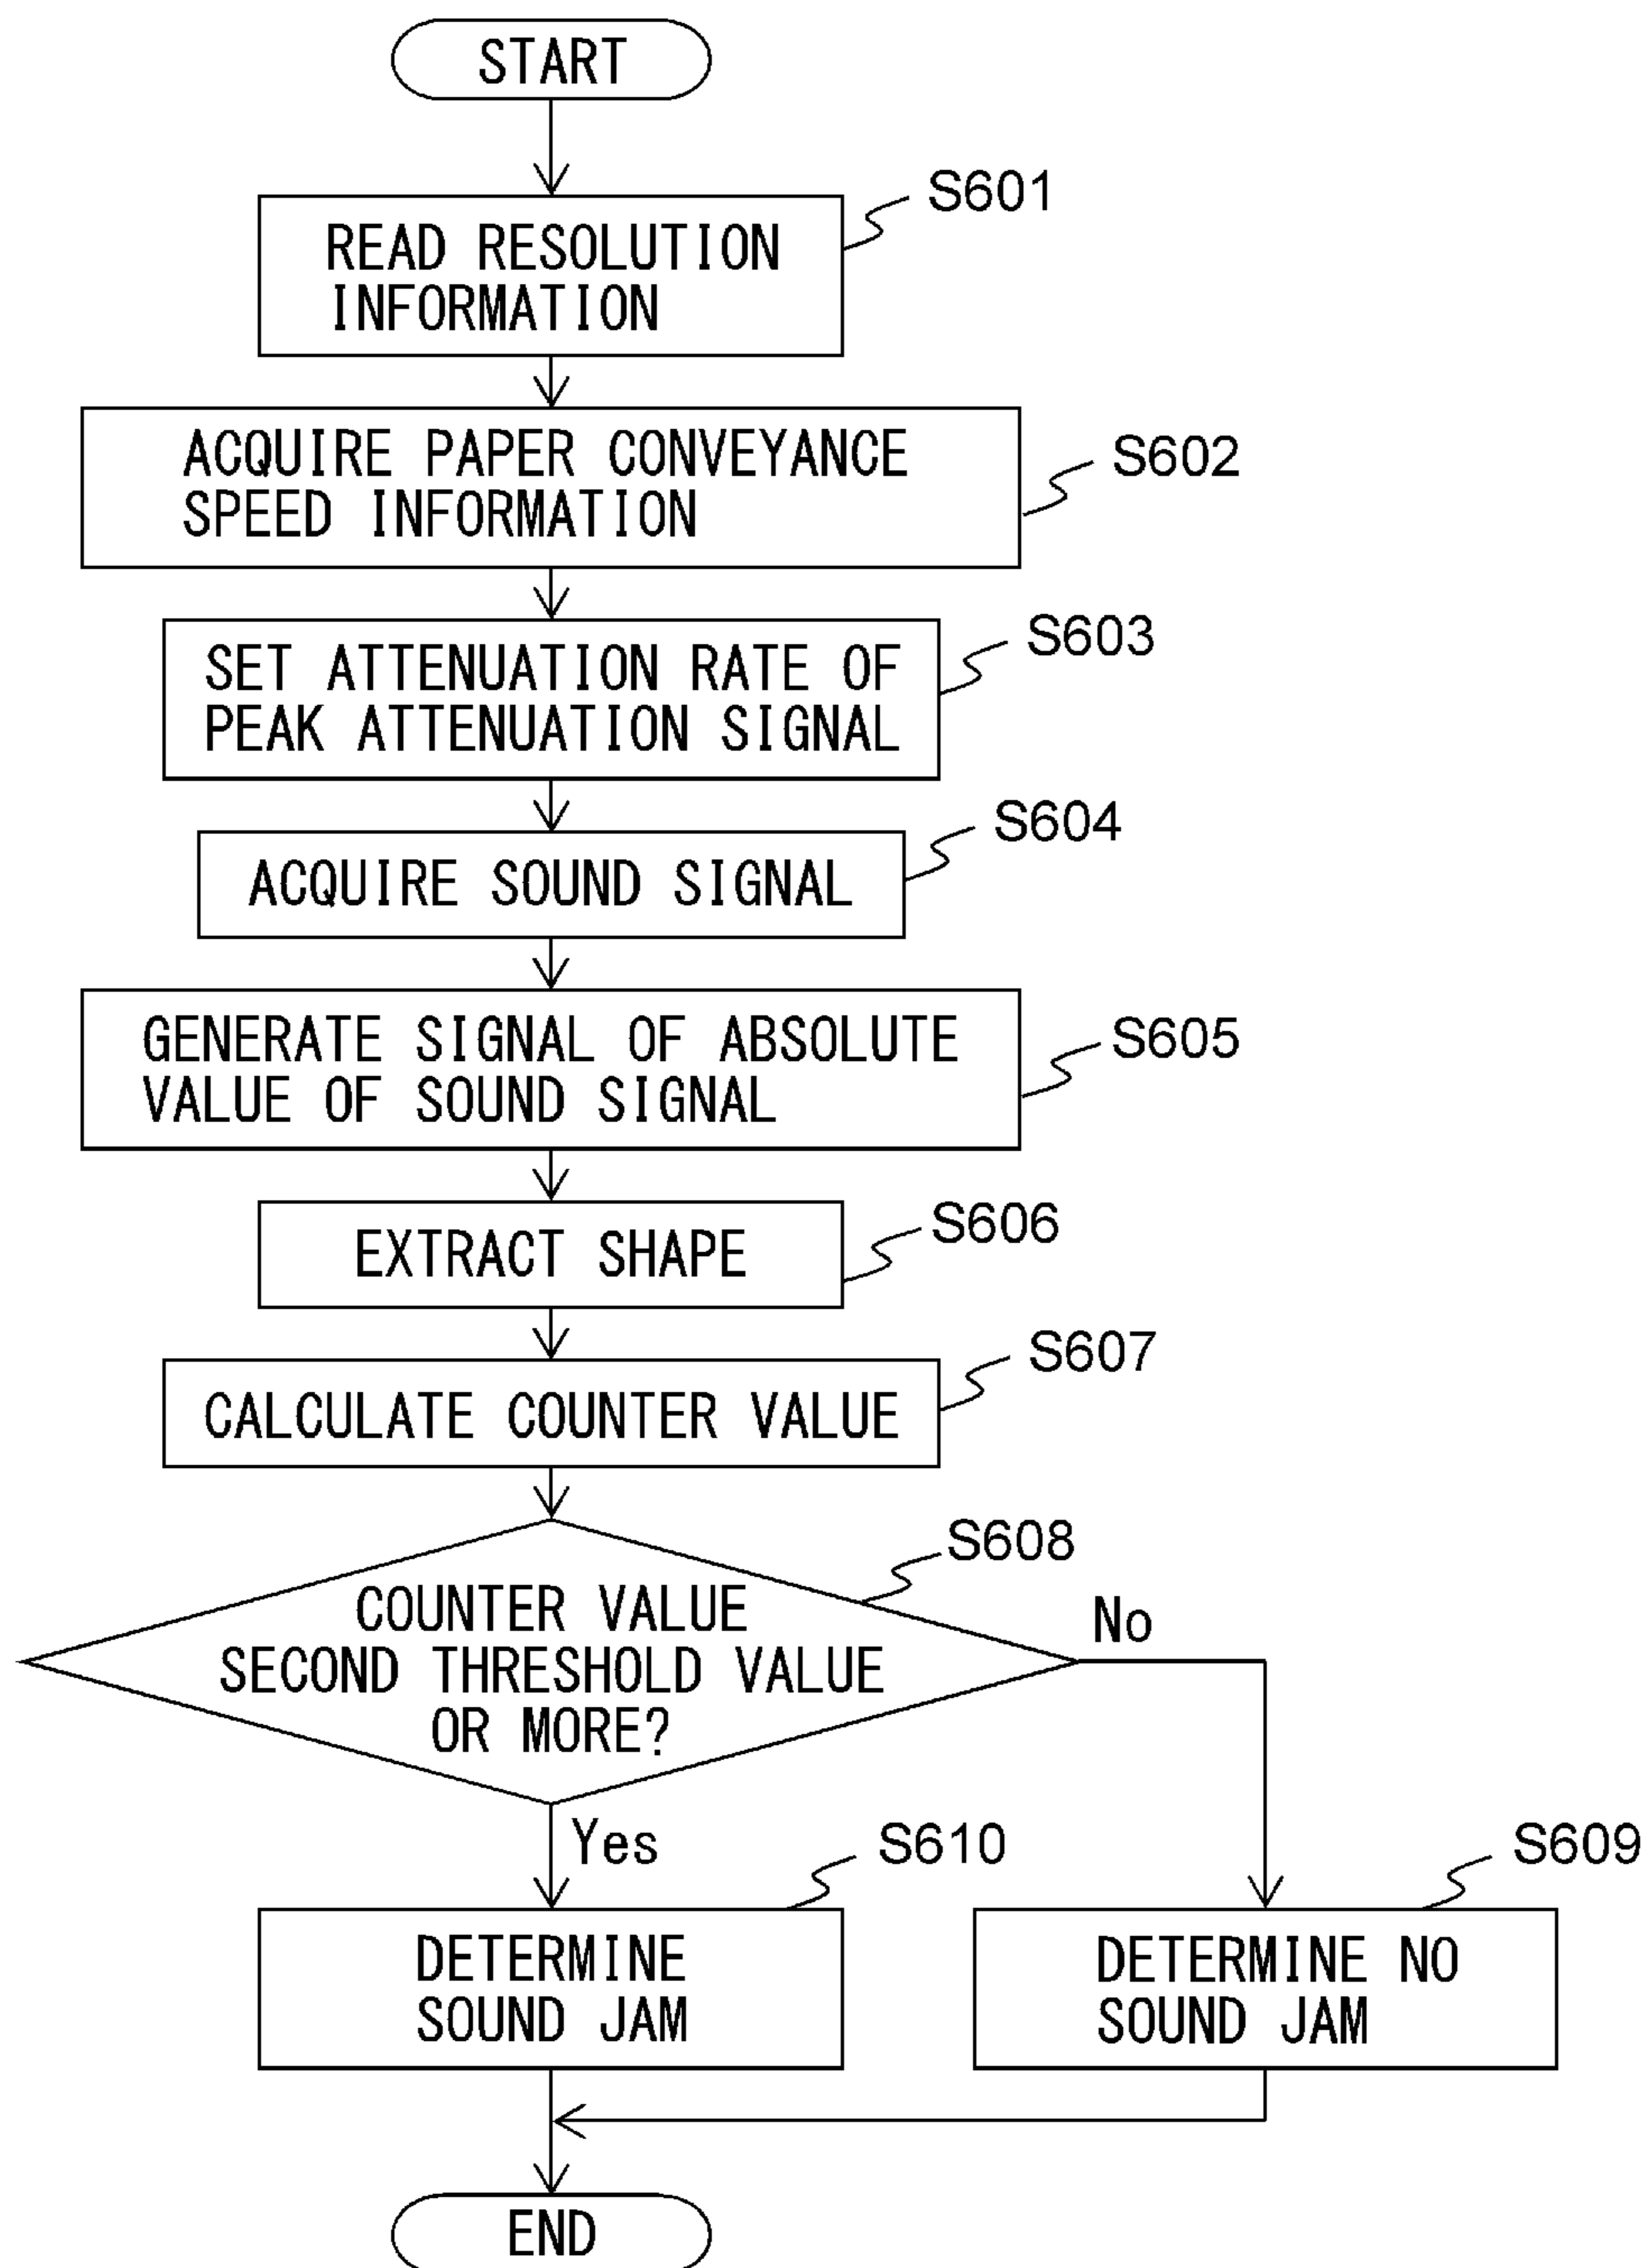 START
S601
READ RESOLUTION
INFORMATION
S602
ACQUIRE PAPER CONVEYANCE
SPEED INFORMATION
S603
SET ATTENUATION RATE OF
PEAK ATTENUATION SIGNAL
S604
ACQUIRE SOUND SIGNAL
S605
GENERATE SIGNAL OF ABSOLUTE
VALUE OF SOUND SIGNAL
S606
EXTRACT SHAPE
S607
CALCULATE COUNTER VALUE
S608
COUNTER VALUE
SECOND THRESHOLD VALUE
OR MORE?
No
Yes
S610
S609
DETERMINE
SOUND JAM
DETERMINE NO
SOUND JAM
END